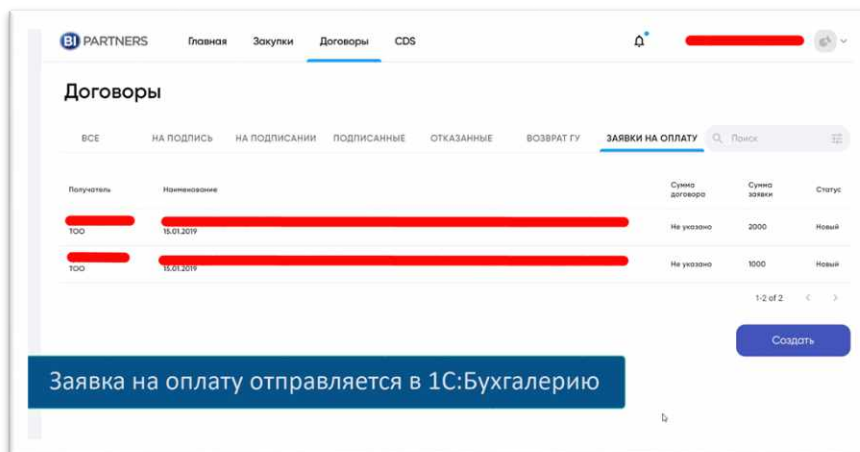 BI PARTNERS Главная Закупки Договоры CDS
Договоры
ВСЕ НА ПОДПИСЬ НА ПОДПИСАНИИ ПОДПИСАННЫЕ ОТКАЗАННЫЕ ВОЗВРАТ ГУ ЗАЯВКИ НА ОПЛАТУ Поиск
Получатель Наименование Сумма договора Сумма заявки Статус
ТОО 15.01.2019 Не указано 2000 Новый
ТОО 15.01.2019 Не указано 1000 Новый
1-2 of 2
Создать
Заявка на оплату отправляется в 1С:Бухгалерию